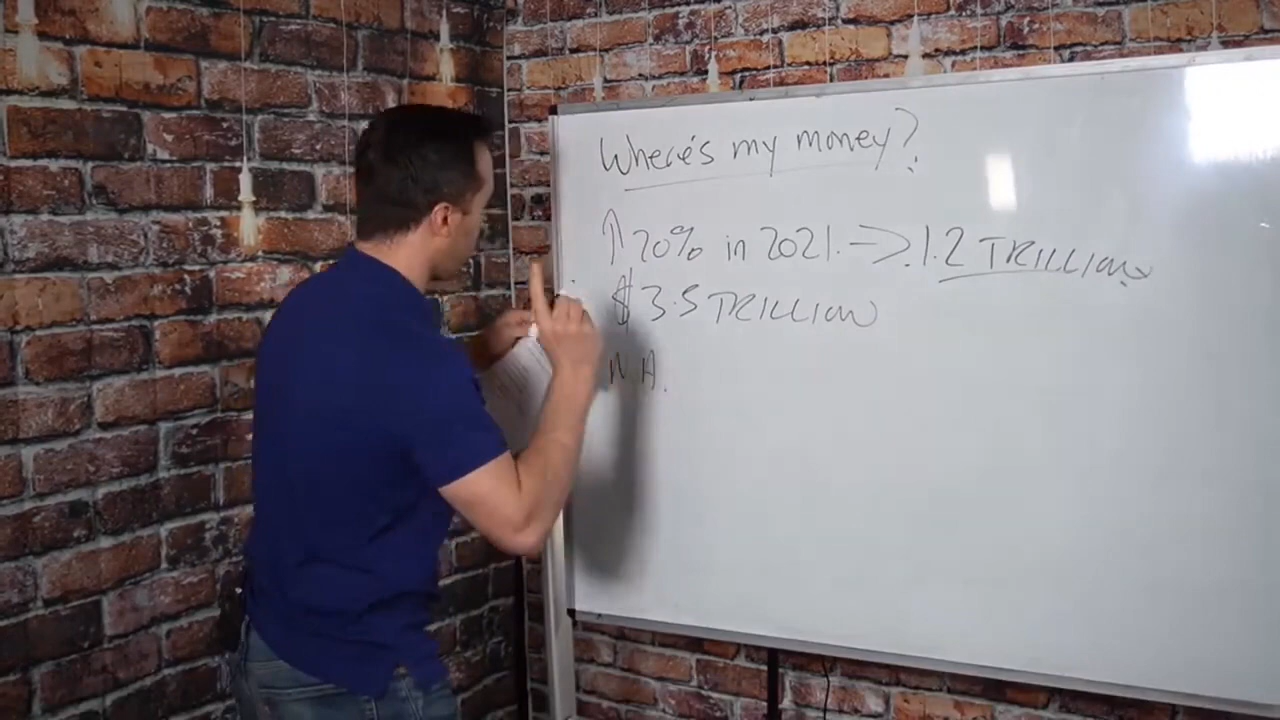 Where's my money?
↑ 20% in 2021. → 1.2 TRILLION
$ 3.5 TRILLION
N A.